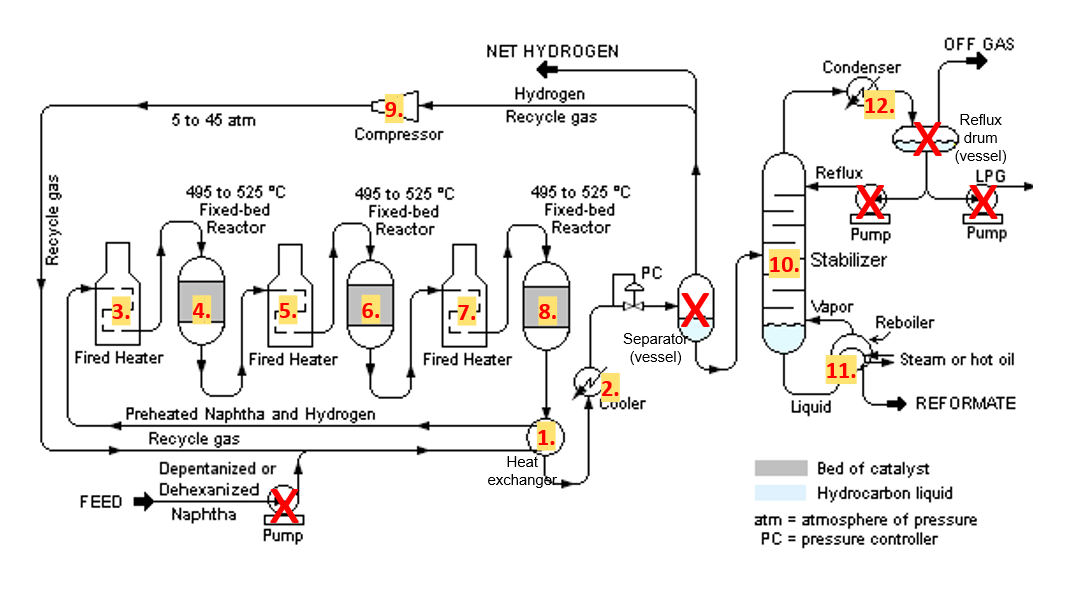 NET HYDROGEN
OFF GAS
Condenser
12.
Hydrogen
Recycle gas
9.
5 to 45 atm
Compressor
Reflux
drum
(vessel)
X
Recycle gas
495 to 525 ºC
Fixed-bed
Reactor
495 to 525 ºC
Fixed-bed
Reactor
495 to 525 ºC
Fixed-bed
Reactor
Reflux
LPG
X
X
Pump
Pump
PC
10.
Stabilizer
3.
4.
5.
6.
7.
8.
X
Vapor
Separator
(vessel)
Reboiler
Fired Heater
Fired Heater
Fired Heater
Steam or hot oil
11.
2.
Cooler
Liquid
REFORMATE
Preheated Naphtha and Hydrogen
1.
Recycle gas
Heat
exchanger
Depentanized or
Dehexanized
Naphtha
FEED
X
Pump
Bed of catalyst
Hydrocarbon liquid
atm = atmosphere of pressure
PC = pressure controller